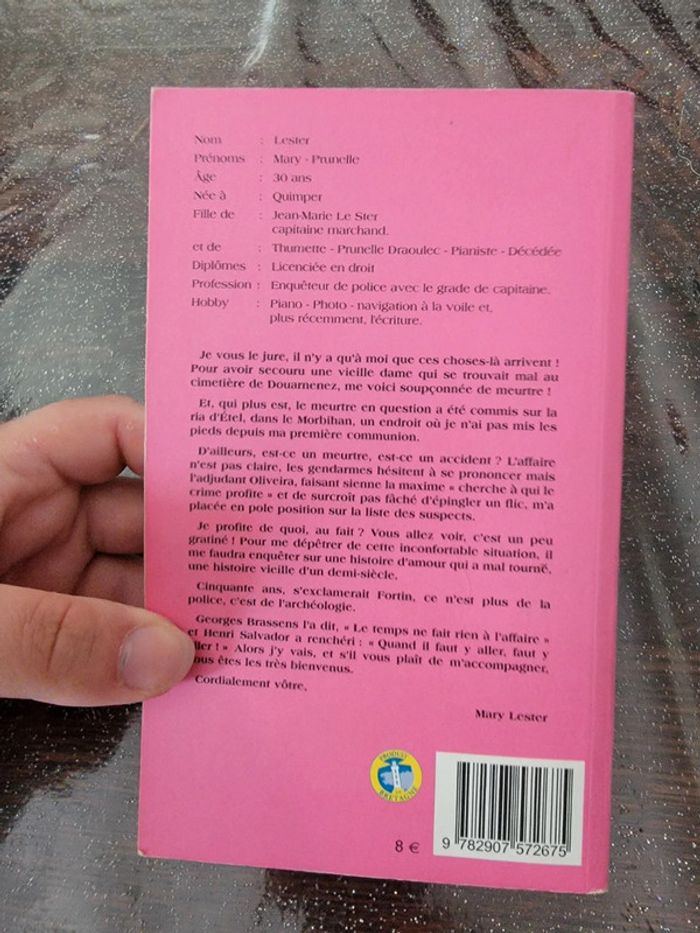 Nom : Lester
Prénoms : Mary - Prunelle
Âge : 30 ans
Née à : Quimper
Fille de : Jean-Marie Le Ster
capitaine marchand.
et de : Thumette - Prunelle Draoulec - Pianiste - Décédée
Diplômes : Licenciée en droit
Profession : Enquêteur de police avec le grade de capitaine.
Hobby : Piano - Photo - navigation à la voile et,
plus récemment, l'écriture.
Je vous le jure, il n'y a qu'à moi que ces choses-là arrivent !
Pour avoir secouru une vieille dame qui se trouvait mal au
cimetière de Douarnenez, me voici soupçonnée de meurtre !
Et, qui plus est, le meurtre en question a été commis sur la
ria d'Étel, dans le Morbihan, un endroit où je n'ai pas mis les
pieds depuis ma première communion.
D'ailleurs, est-ce un meurtre, est-ce un accident ? L'affaire
n'est pas claire, les gendarmes hésitent à se prononcer mais
l'adjudant Oliveira, faisant sienne la maxime « cherche à qui le
crime profite » et de surcroît pas fâché d'épingler un flic, m'a
placée en pole position sur la liste des suspects.
Je profite de quoi, au fait ? Vous allez voir, c'est un peu
gratiné ! Pour me dépêtrer de cette inconfortable situation, il
me faudra enquêter sur une histoire d'amour qui a mal tourné,
une histoire vieille d'un demi-siècle.
Cinquante ans, s'exclamerait Fortin, ce n'est plus de la
police, c'est de l'archéologie.
Georges Brassens l'a dit, « Le temps ne fait rien à l'affaire »
et Henri Salvador a renchéri : « Quand il faut y aller, faut y
ller ! » Alors j'y vais, et s'il vous plaît de m'accompagner,
ous êtes les très bienvenus.
Cordialement vôtre,
Mary Lester
PRODUIT EN BRETAGNE
8 €
9 782907 572675